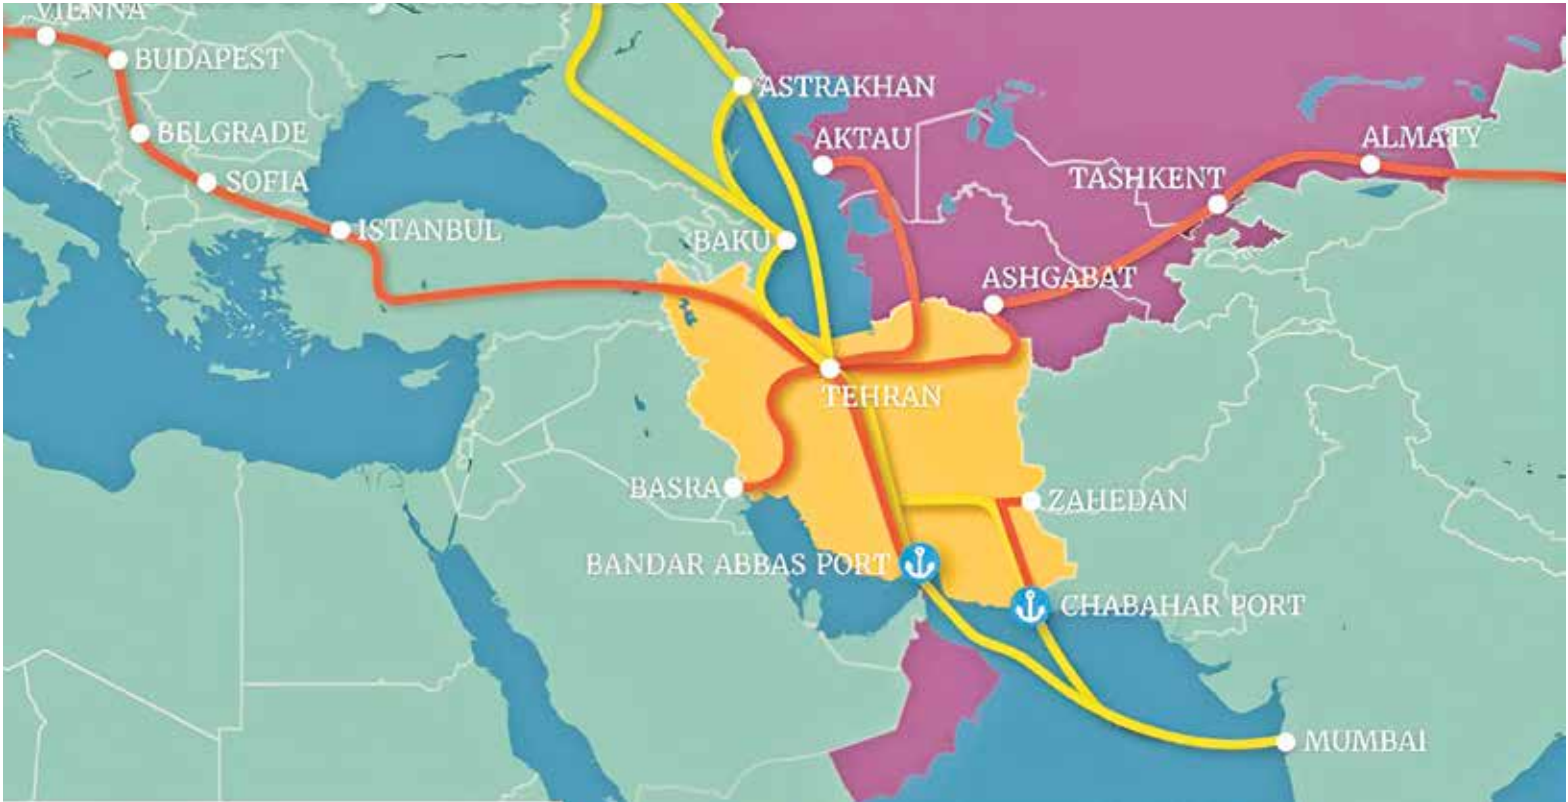 VIENNA
BUDAPEST
ASTRAKHAN
BELGRADE
AKTAU
ALMATY
SOFIA
TASHKENT
ISTANBUL
BAKU
ASHGABAT
TEHRAN
BASRA
ZAHEDAN
BANDAR ABBAS PORT
CHABAHAR PORT
MUMBAI